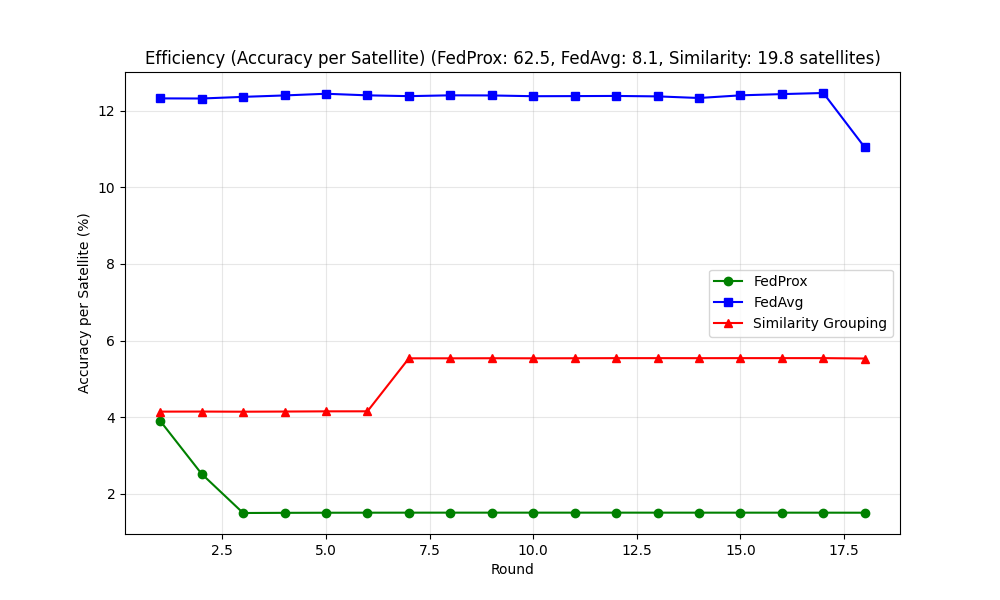 Efficiency (Accuracy per Satellite) (FedProx: 62.5, FedAvg: 8.1, Similarity: 19.8 satellites)
Accuracy per Satellite (%)
12
10
8
6
4
2
FedProx
FedAvg
Similarity Grouping
2.5 5.0 7.5 10.0 12.5 15.0 17.5
Round